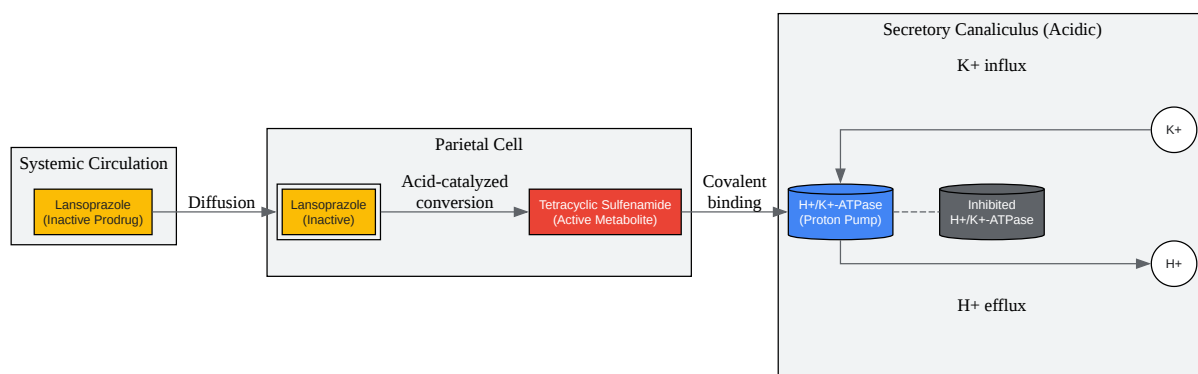 Systemic Circulation
Lansoprazole
(Inactive Prodrug)
Diffusion
Parietal Cell
Lansoprazole
(Inactive)
Acid-catalyzed
conversion
Tetracyclic Sulfenamide
(Active Metabolite)
Covalent
binding
Secretory Canaliculus (Acidic)
K+ influx
K+
H+/K+-ATPase
(Proton Pump)
Inhibited
H+/K+-ATPase
H+
H+ efflux